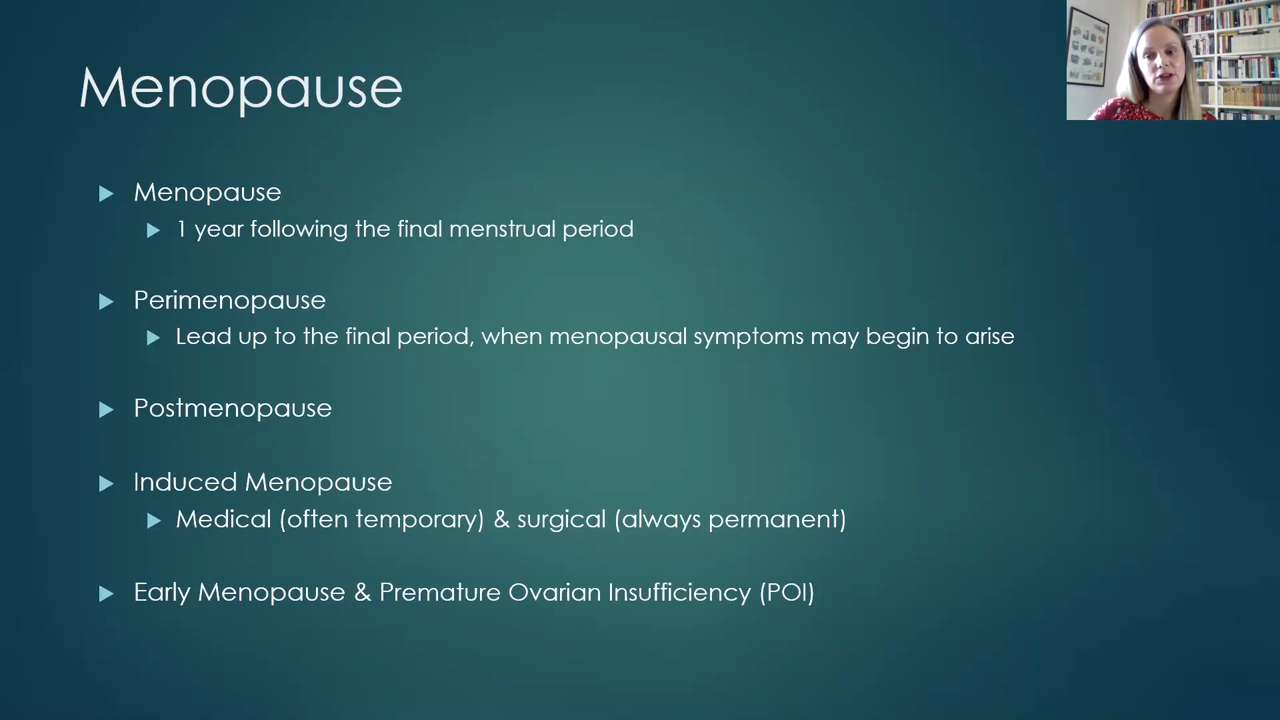 Menopause
Menopause
1 year following the final menstrual period
Perimenopause
Lead up to the final period, when menopausal symptoms may begin to arise
Postmenopause
Induced Menopause
Medical (often temporary) & surgical (always permanent)
Early Menopause & Premature Ovarian Insufficiency (POI)